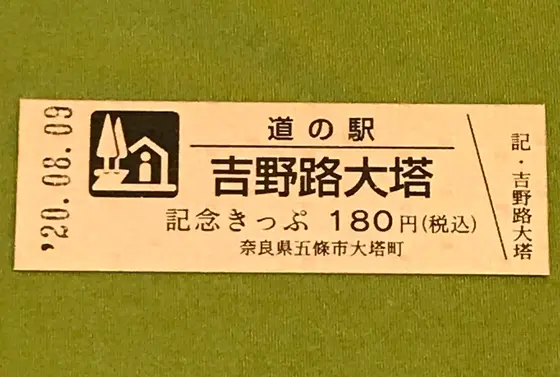 '20.08.09
道の駅
吉野路大塔
記念きっぷ 180円(税込)
奈良県五條市大塔町
記・吉野路大塔